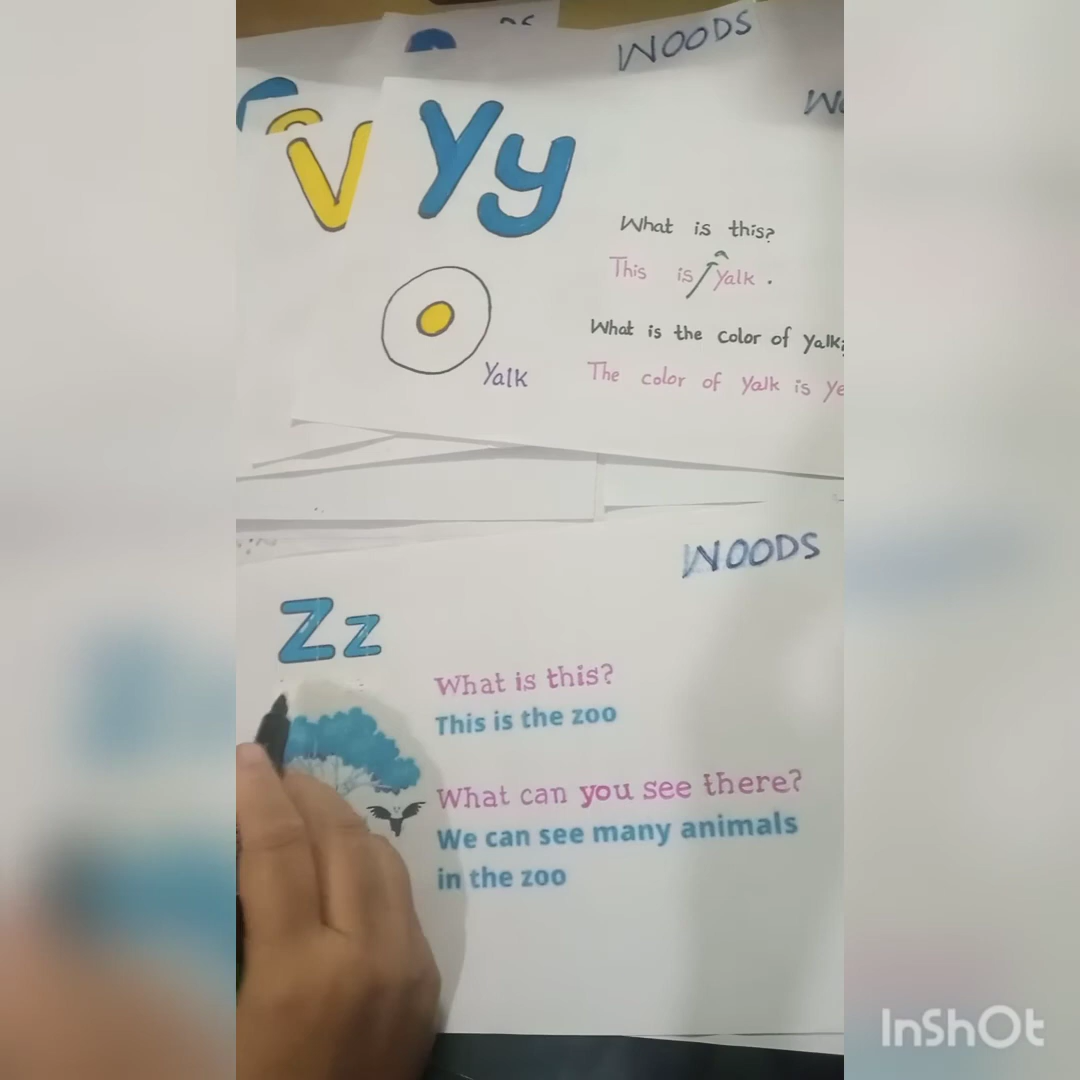 WOODS
V
Yy
What is this?
This is Yalk.
What is the color of Yalk
The color of Yalk is Ye
Yalk
WOODS
Zz
What is this?
This is the zoo
What can you see there?
We can see many animals
in the zoo
InShOt